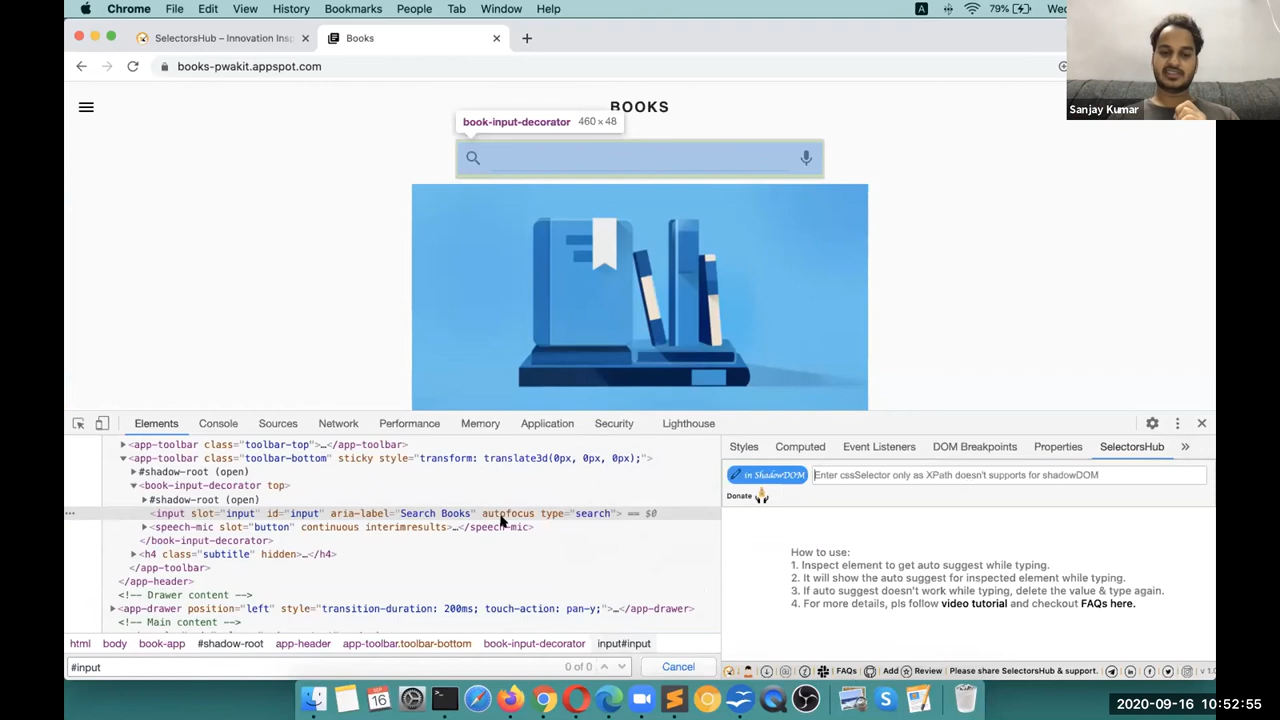 Chrome File Edit View History Bookmarks People Tab Window Help A 79% Wed
SelectorsHub – Innovation Insp × Books × +
books-pwakit.appspot.com
Sanjay Kumar
BOOKS
book-input-decorator 460 × 48
Elements Console Sources Network Performance Memory Application Security Lighthouse
<app-toolbar class="toolbar-top">…</app-toolbar>
<app-toolbar class="toolbar-bottom" sticky style="transform: translate3d(0px, 0px, 0px);">
#shadow-root (open)
<book-input-decorator top>
#shadow-root (open)
<input slot="input" id="input" aria-label="Search Books" autofocus type="search"> == $0
<speech-mic slot="button" continuous interimresults>…</speech-mic>
</book-input-decorator>
<h4 class="subtitle" hidden>…</h4>
</app-toolbar>
</app-header>
<!-- Drawer content -->
<app-drawer position="left" style="transition-duration: 200ms; touch-action: pan-y;">…</app-drawer>
<!-- Main content -->
html body book-app #shadow-root app-header app-toolbar.toolbar-bottom book-input-decorator input#input
#input 0 of 0 Cancel
Styles Computed Event Listeners DOM Breakpoints Properties SelectorsHub »
in ShadowDOM Enter cssSelector only as XPath doesn't supports for shadowDOM
Donate
How to use:
1. Inspect element to get auto suggest while typing.
2. It will show the auto suggest for inspected element while typing.
3. If auto suggest doesn't work while typing, delete the value & type again.
4. For more details, pls follow video tutorial and checkout FAQs here.
FAQs Add Review Please share SelectorsHub & support. v 1.0
SEP
16
2020-09-16 10:52:55